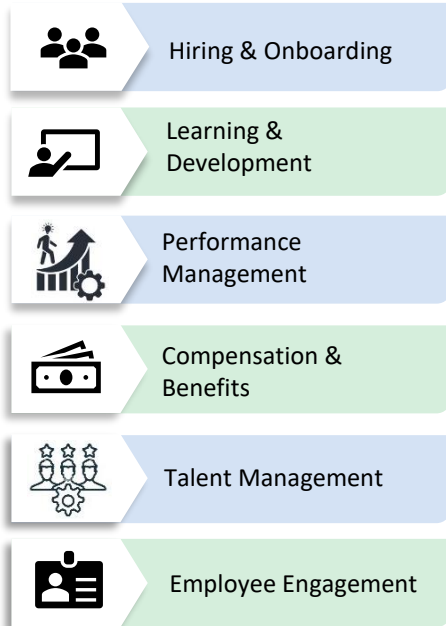 Hiring & Onboarding
Learning &
Development
Performance
Management
Compensation &
Benefits
Talent Management
Employee Engagement